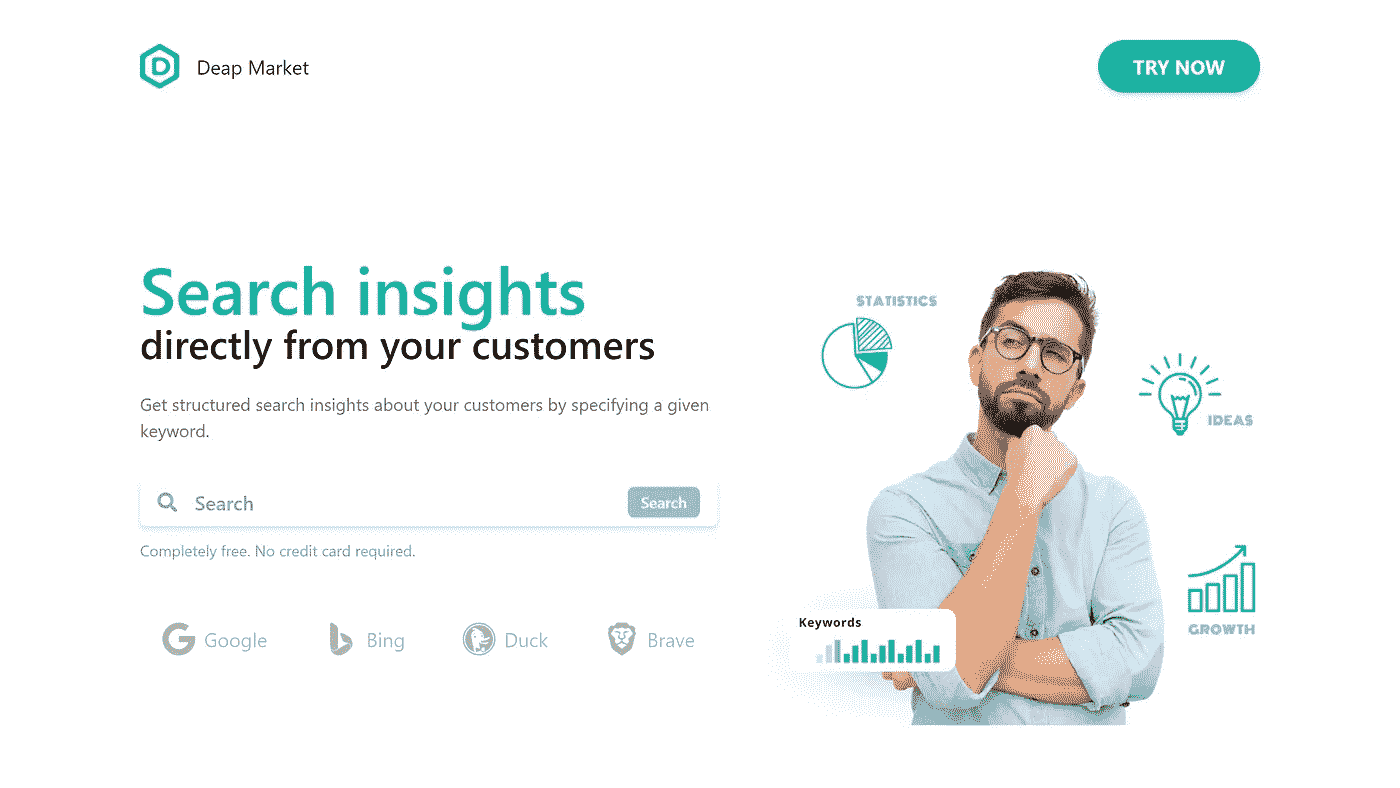 Deap Market
TRY NOW
Search insights
directly from your customers
Get structured search insights about your customers by specifying a given
keyword.
Search
Search
Completely free. No credit card required.
Google
Bing
Duck
Brave
STATISTICS
IDEAS
GROWTH
Keywords